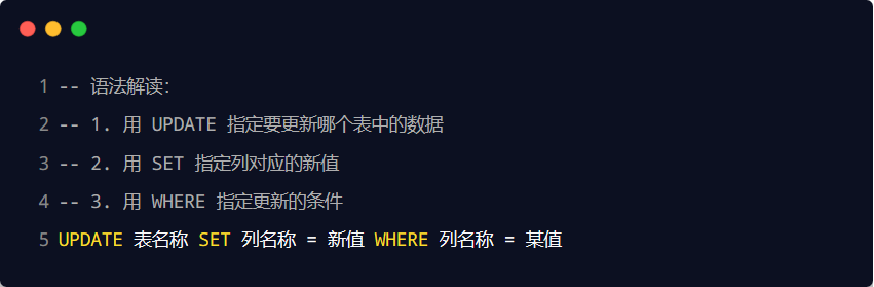 1 -- 语法解读：
2 -- 1. 用 UPDATE 指定要更新哪个表中的数据
3 -- 2. 用 SET 指定列对应的新值
4 -- 3. 用 WHERE 指定更新的条件
5 UPDATE 表名称 SET 列名称 = 新值 WHERE 列名称 = 某值